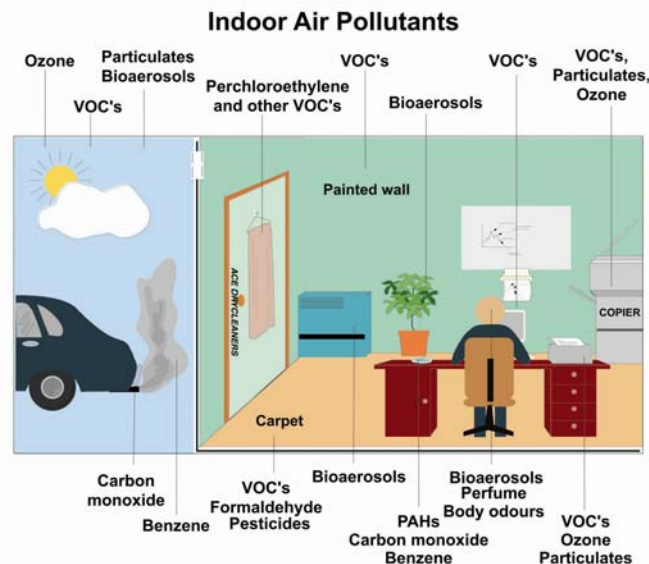 Indoor Air Pollutants
Ozone
Particulates
Bioaerosols
VOC's
Perchloroethylene
and other VOC's
VOC's
Bioaerosols
VOC's
VOC's,
Particulates,
Ozone
Painted wall
ACE DRYCLEANERS
COPIER
Carpet
Carbon
monoxide
Benzene
VOC's
Formaldehyde
Pesticides
Bioaerosols
PAHs
Carbon monoxide
Benzene
Bioaerosols
Perfume
Body odours
VOC's
Ozone
Particulates